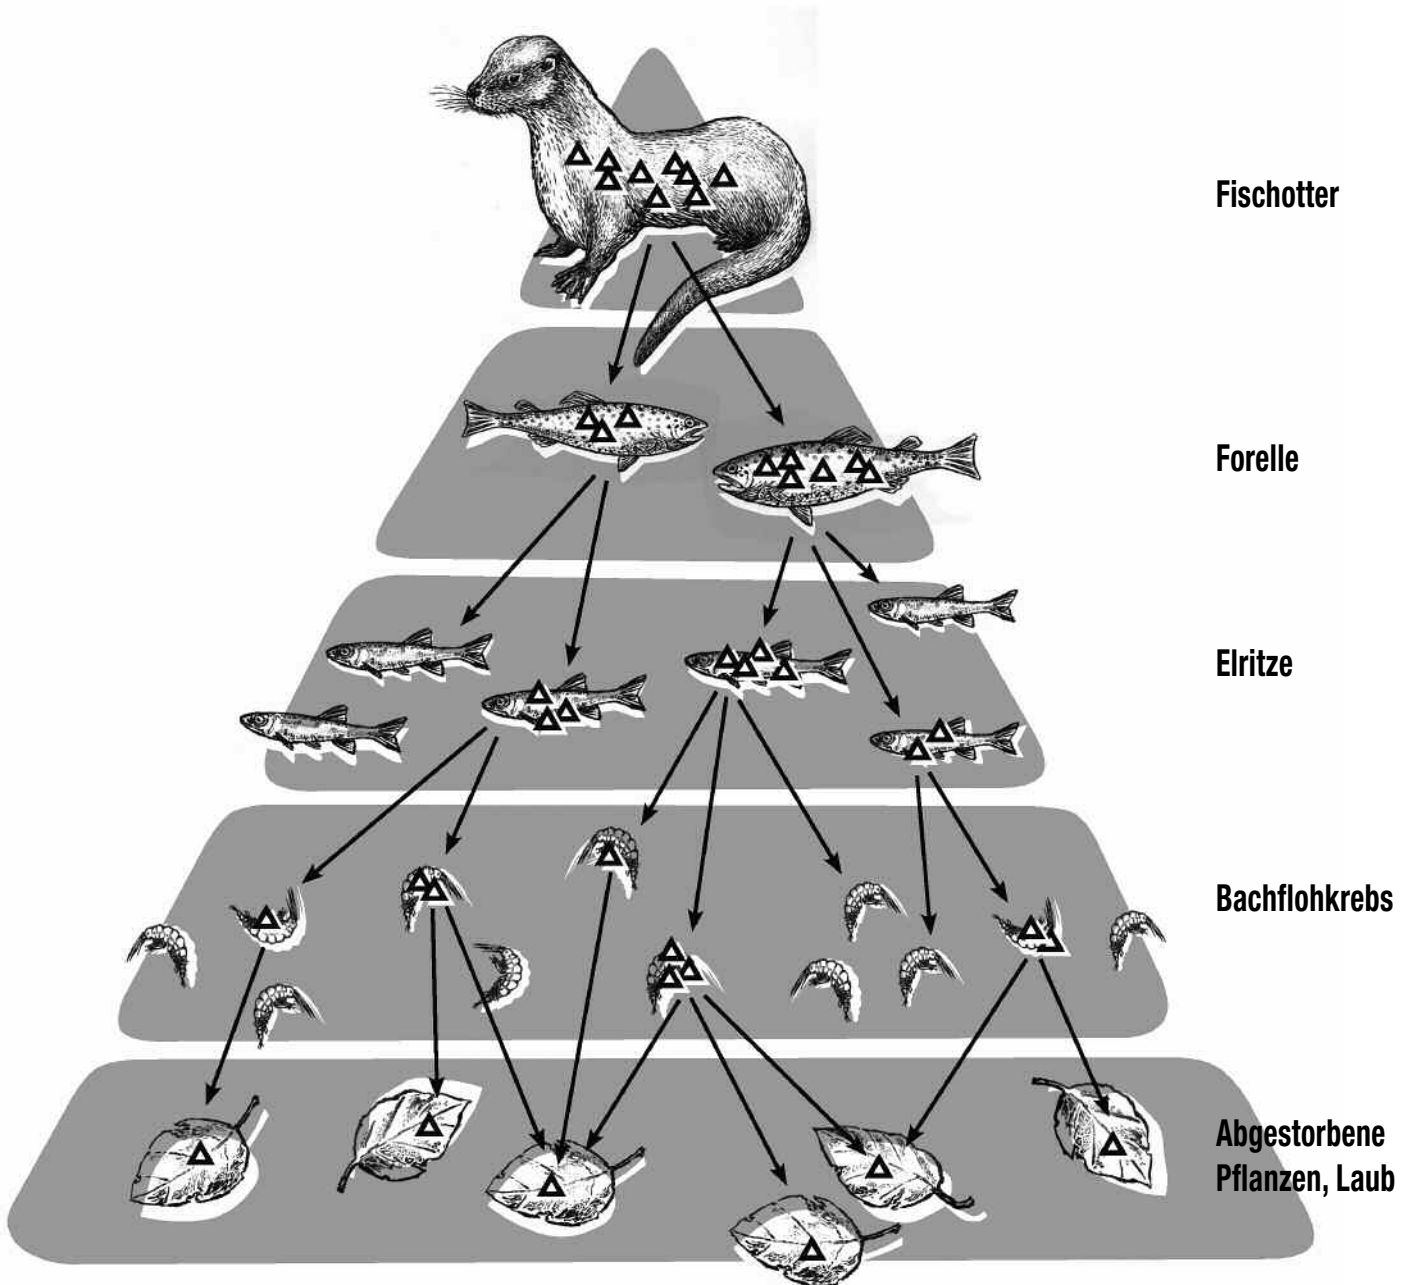 Fischotter
Forelle
Elritze
Bachflohkrebs
Abgestorbene
Pflanzen, Laub